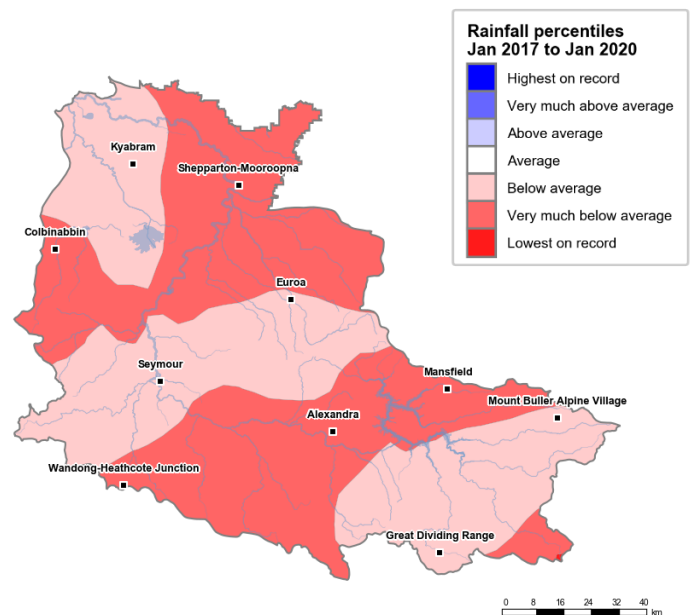 Rainfall percentiles
Jan 2017 to Jan 2020
Highest on record
Very much above average
Above average
Average
Below average
Very much below average
Lowest on record
Kyabram
Shepparton-Mooroopna
Colbinabbin
Euroa
Seymour
Mansfield
Mount Buller Alpine Village
Alexandra
Wandong-Heathcote Junction
Great Dividing Range
0 8 16 24 32 40
km